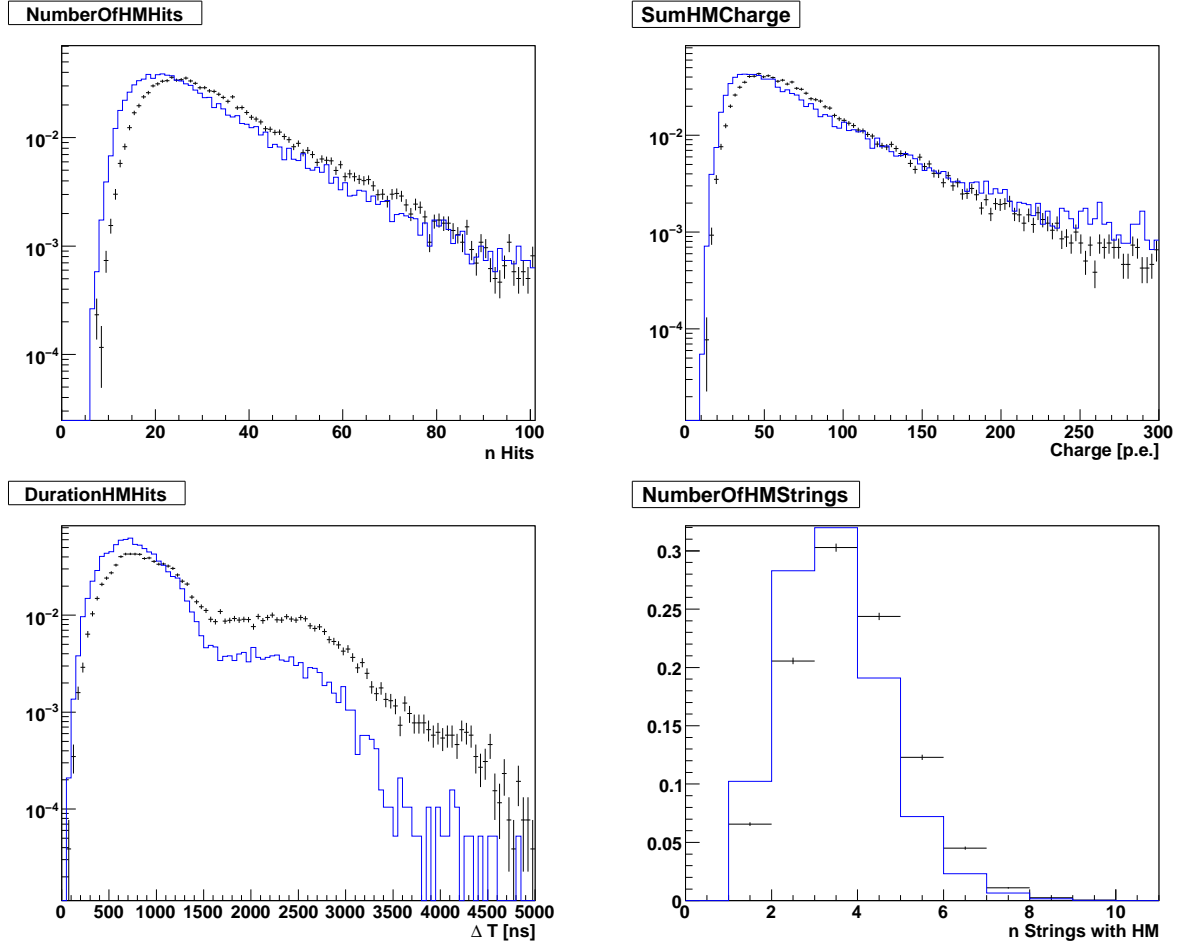 NumberOfHMHits
10⁻²
10⁻³
10⁻⁴
0 20 40 60 80 100
n Hits
SumHMCharge
10⁻²
10⁻³
10⁻⁴
0 50 100 150 200 250 300
Charge [p.e.]
DurationHMHits
10⁻²
10⁻³
10⁻⁴
0 500 1000 1500 2000 2500 3000 3500 4000 4500 5000
Δ T [ns]
NumberOfHMStrings
0.3
0.25
0.2
0.15
0.1
0.05
0
0 2 4 6 8 10
n Strings with HM